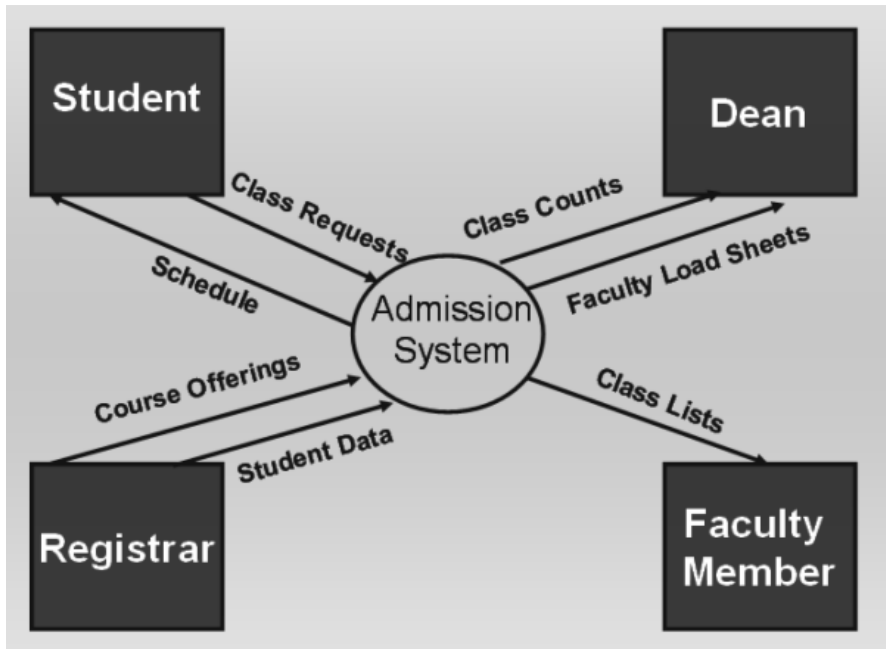 Student
Dean
Class Requests
Class Counts
Schedule
Faculty Load Sheets
Admission
System
Course Offerings
Class Lists
Student Data
Registrar
Faculty
Member